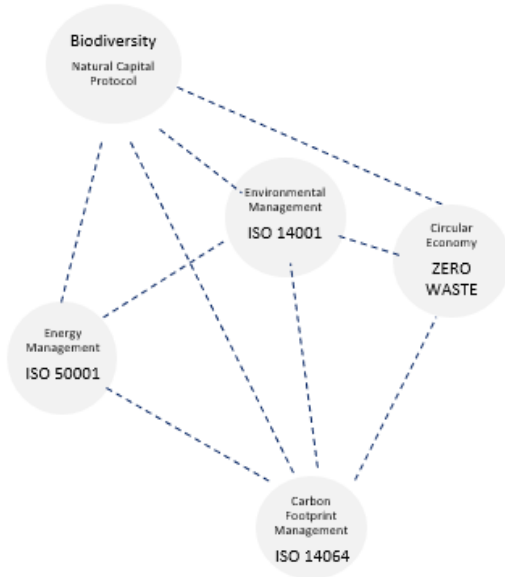 Biodiversity
Natural Capital
Protocol
Environmental
Management
ISO 14001
Circular
Economy
ZERO
WASTE
Energy
Management
ISO 50001
Carbon
Footprint
Management
ISO 14064